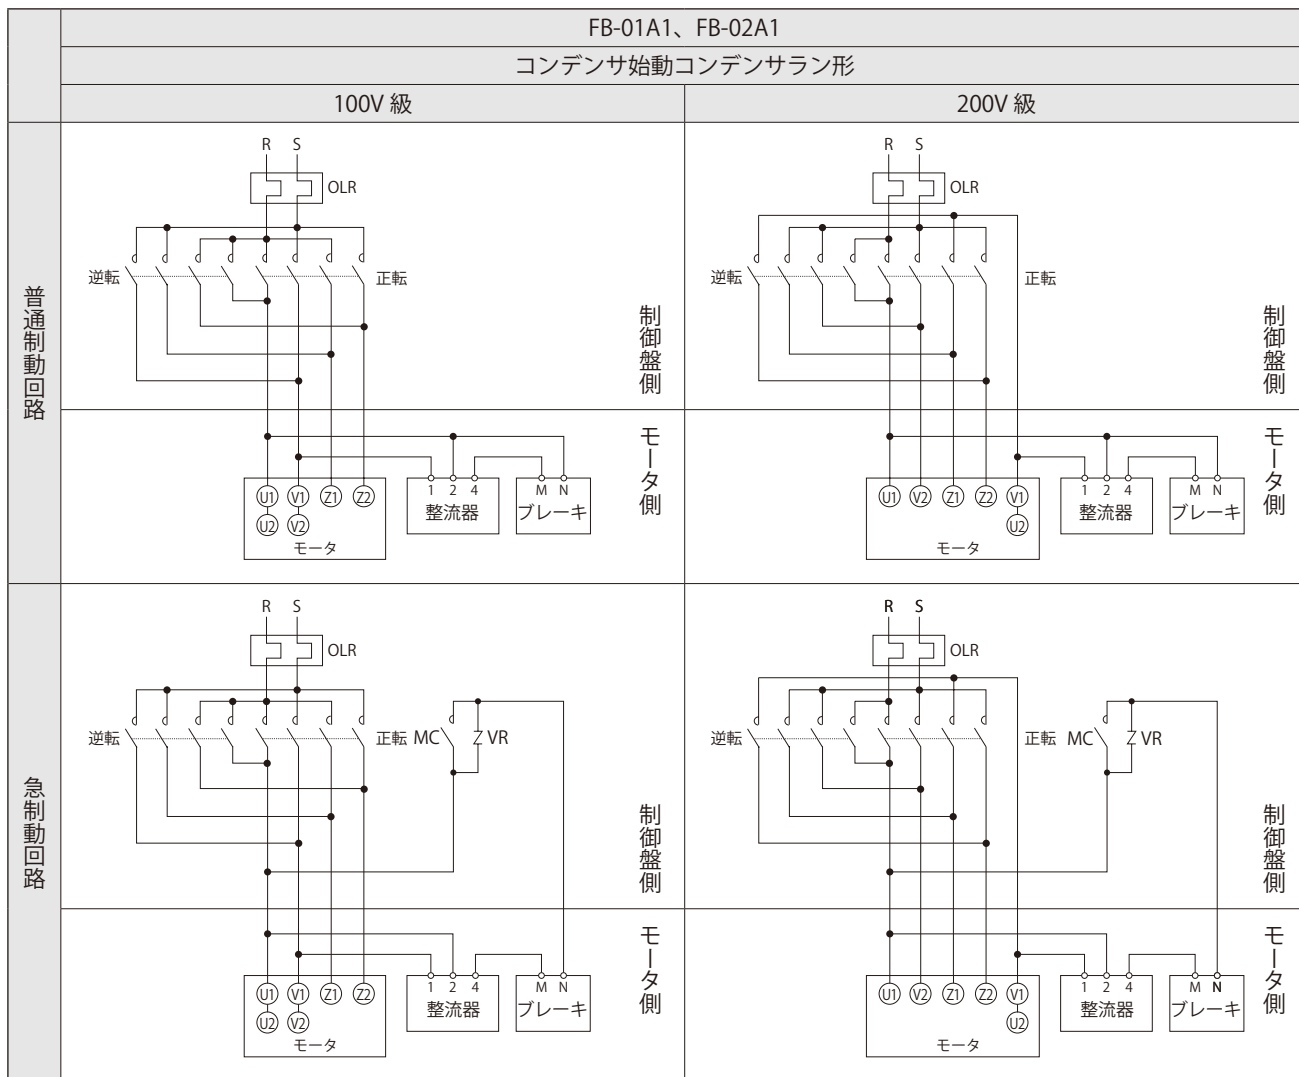 FB-01A1、FB-02A1
コンデンサ始動コンデンサラン形
100V 級
200V 級
普通制動回路
R S
OLR
逆転
正転
制御盤側
モータ側
U1 V1 Z1 Z2
U2 V2
モータ
1 2 4
整流器
M N
ブレーキ
R S
OLR
逆転
正転
制御盤側
モータ側
U1 V2 Z1 Z2 V1
U2
モータ
1 2 4
整流器
M N
ブレーキ
急制動回路
R S
OLR
逆転
正転 MC VR
制御盤側
モータ側
U1 V1 Z1 Z2
U2 V2
モータ
1 2 4
整流器
M N
ブレーキ
R S
OLR
逆転
正転 MC VR
制御盤側
モータ側
U1 V2 Z1 Z2 V1
U2
モータ
1 2 4
整流器
M N
ブレーキ